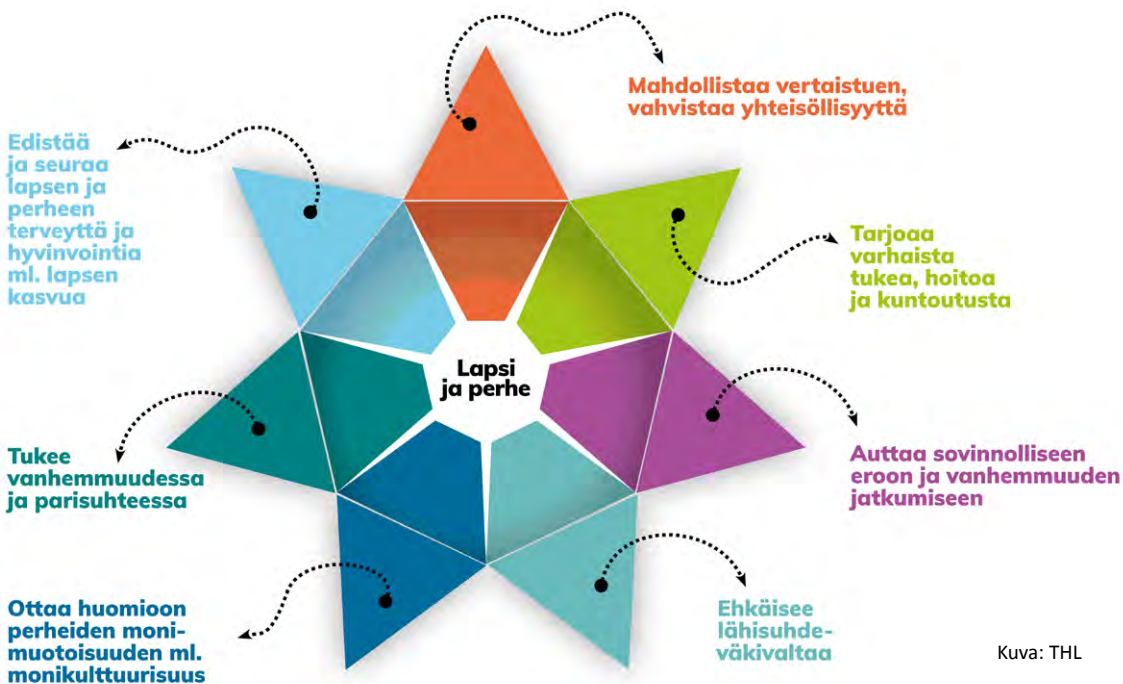 Mahdollistaa vertaistuen,
vahvistaa yhteisöllisyyttä
Edistää
ja seuraa
lapsen ja
perheen
terveyttä ja
hyvinvointia
ml. lapsen
kasvua
Tarjoaa
varhaista
tukea, hoitoa
ja kuntoutusta
Lapsi
ja perhe
Tukee
vanhemmuudessa
ja parisuhteessa
Auttaa sovinnolliseen
eroon ja vanhemmuuden
jatkumiseen
Ottaa huomioon
perheiden moni-
muotoisuuden ml.
monikulttuurisuus
Ehkäisee
lähisuhde-
väkivaltaa
Kuva: THL